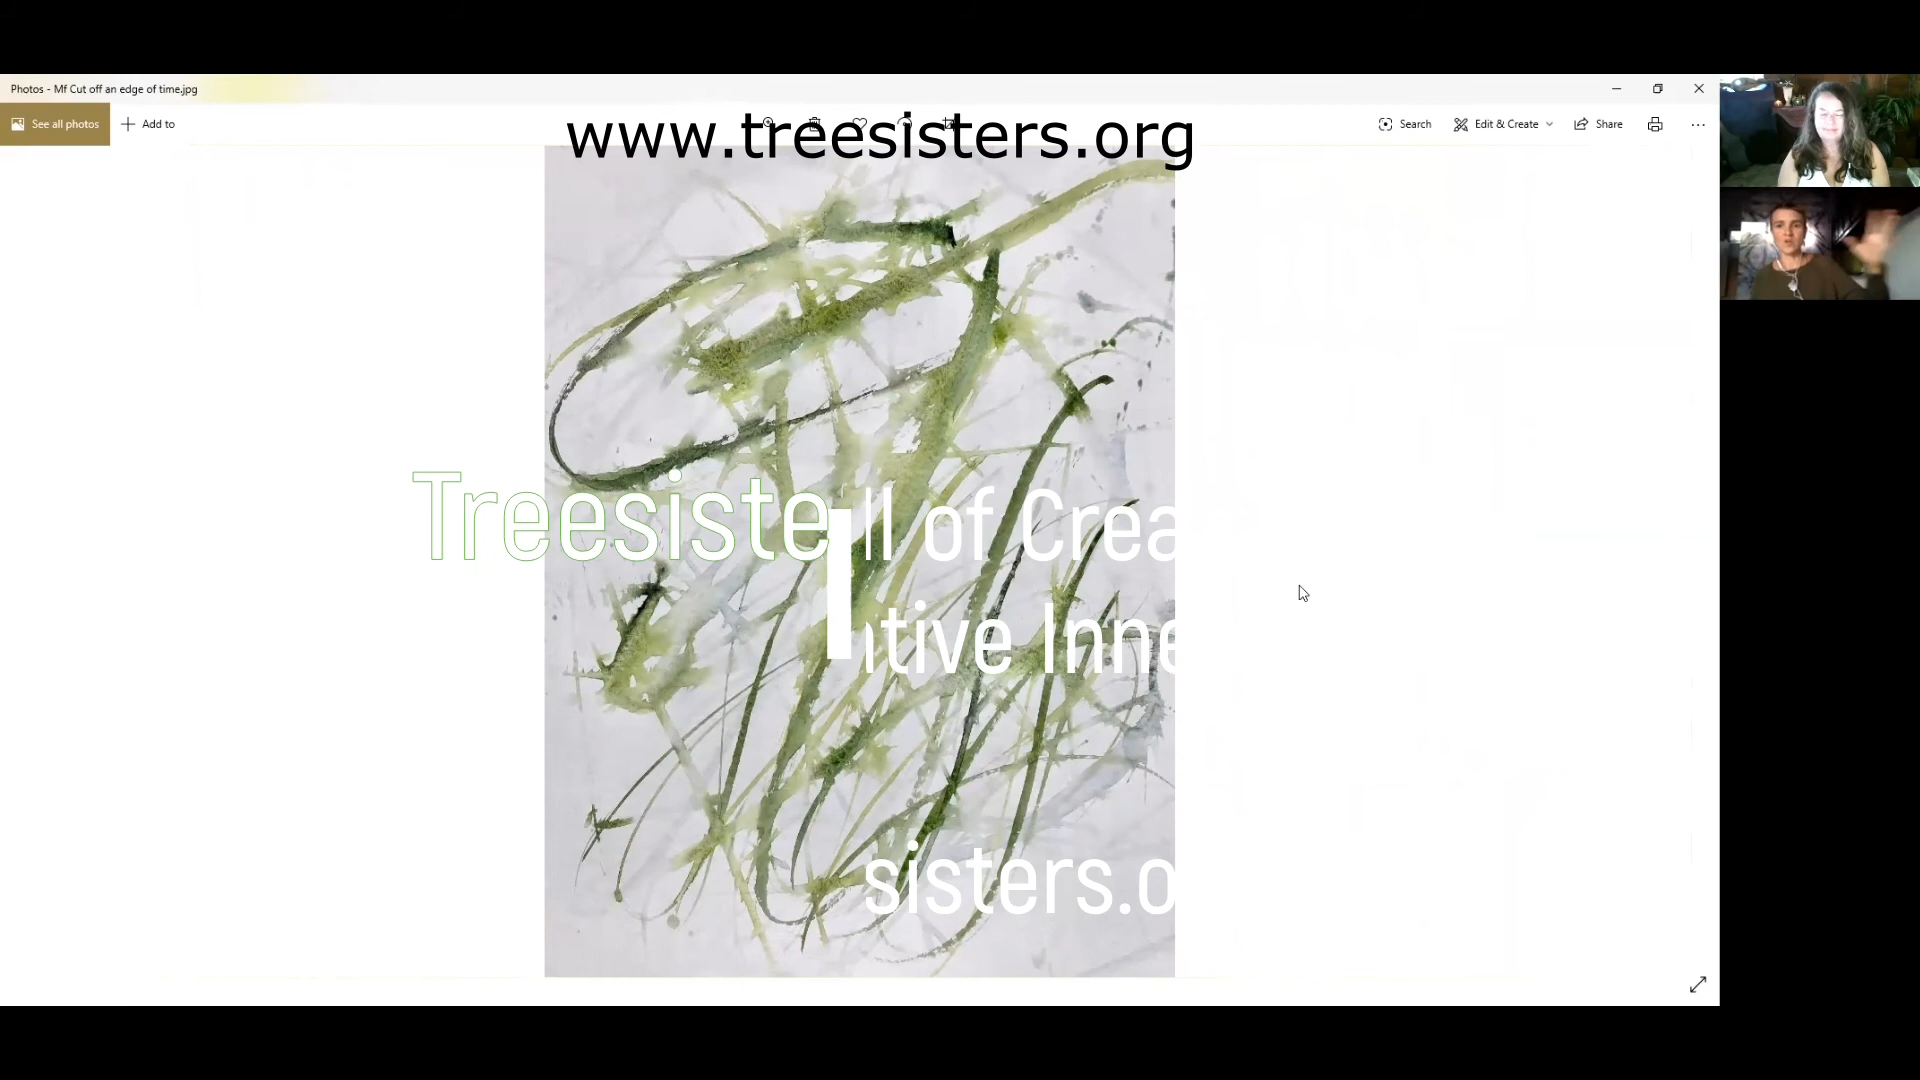 Photos - Mf Cut off an edge of time.jpg
See all photos
Add to
Search
Edit & Create
Share
www.treesisters.org
Treesiste
ll of Crea
tive Inne
sisters.o